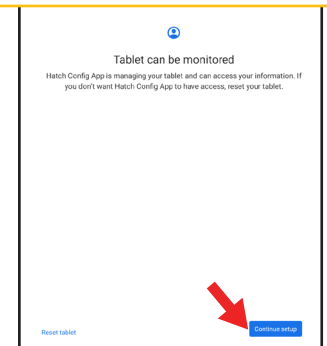 Tablet can be monitored
Hatch Config App is managing your tablet and can access your information. If
you don't want Hatch Config App to have access, reset your tablet.
Reset tablet
Continue setup